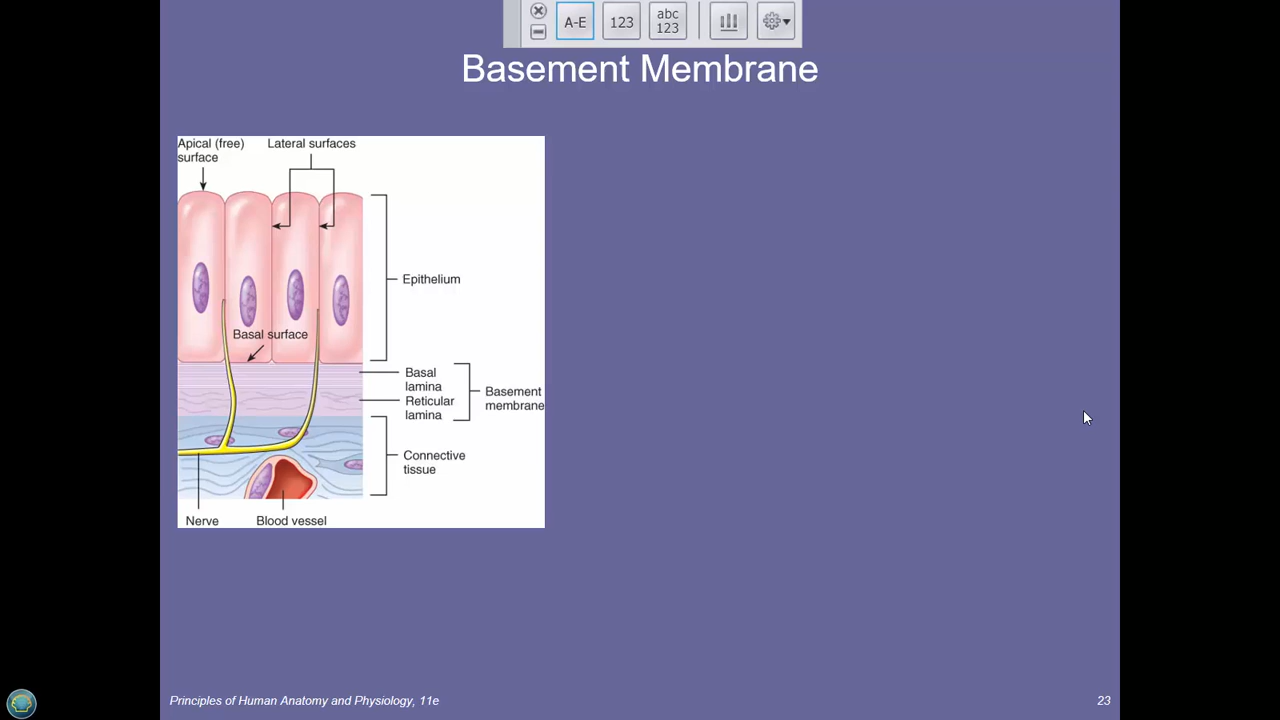 A-E
123
abc
123
Basement Membrane
Apical (free)
surface
Lateral surfaces
Epithelium
Basal surface
Basal
lamina
Reticular
lamina
Basement
membrane
Connective
tissue
Nerve
Blood vessel
Principles of Human Anatomy and Physiology, 11e
23